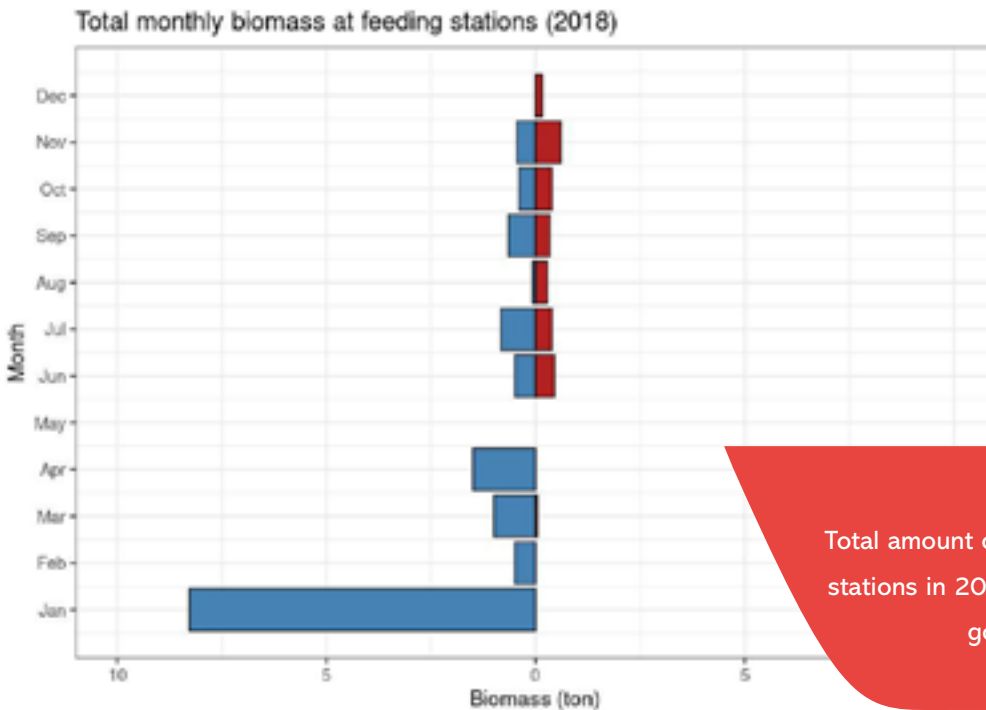 Total monthly biomass at feeding stations (2018)
Dec
Nov
Oct
Sep
Aug
Jul
Jun
May
Apr
Mar
Feb
Jan
Month
10 5 0 5
Biomass (ton)
Total amount
stations in 20